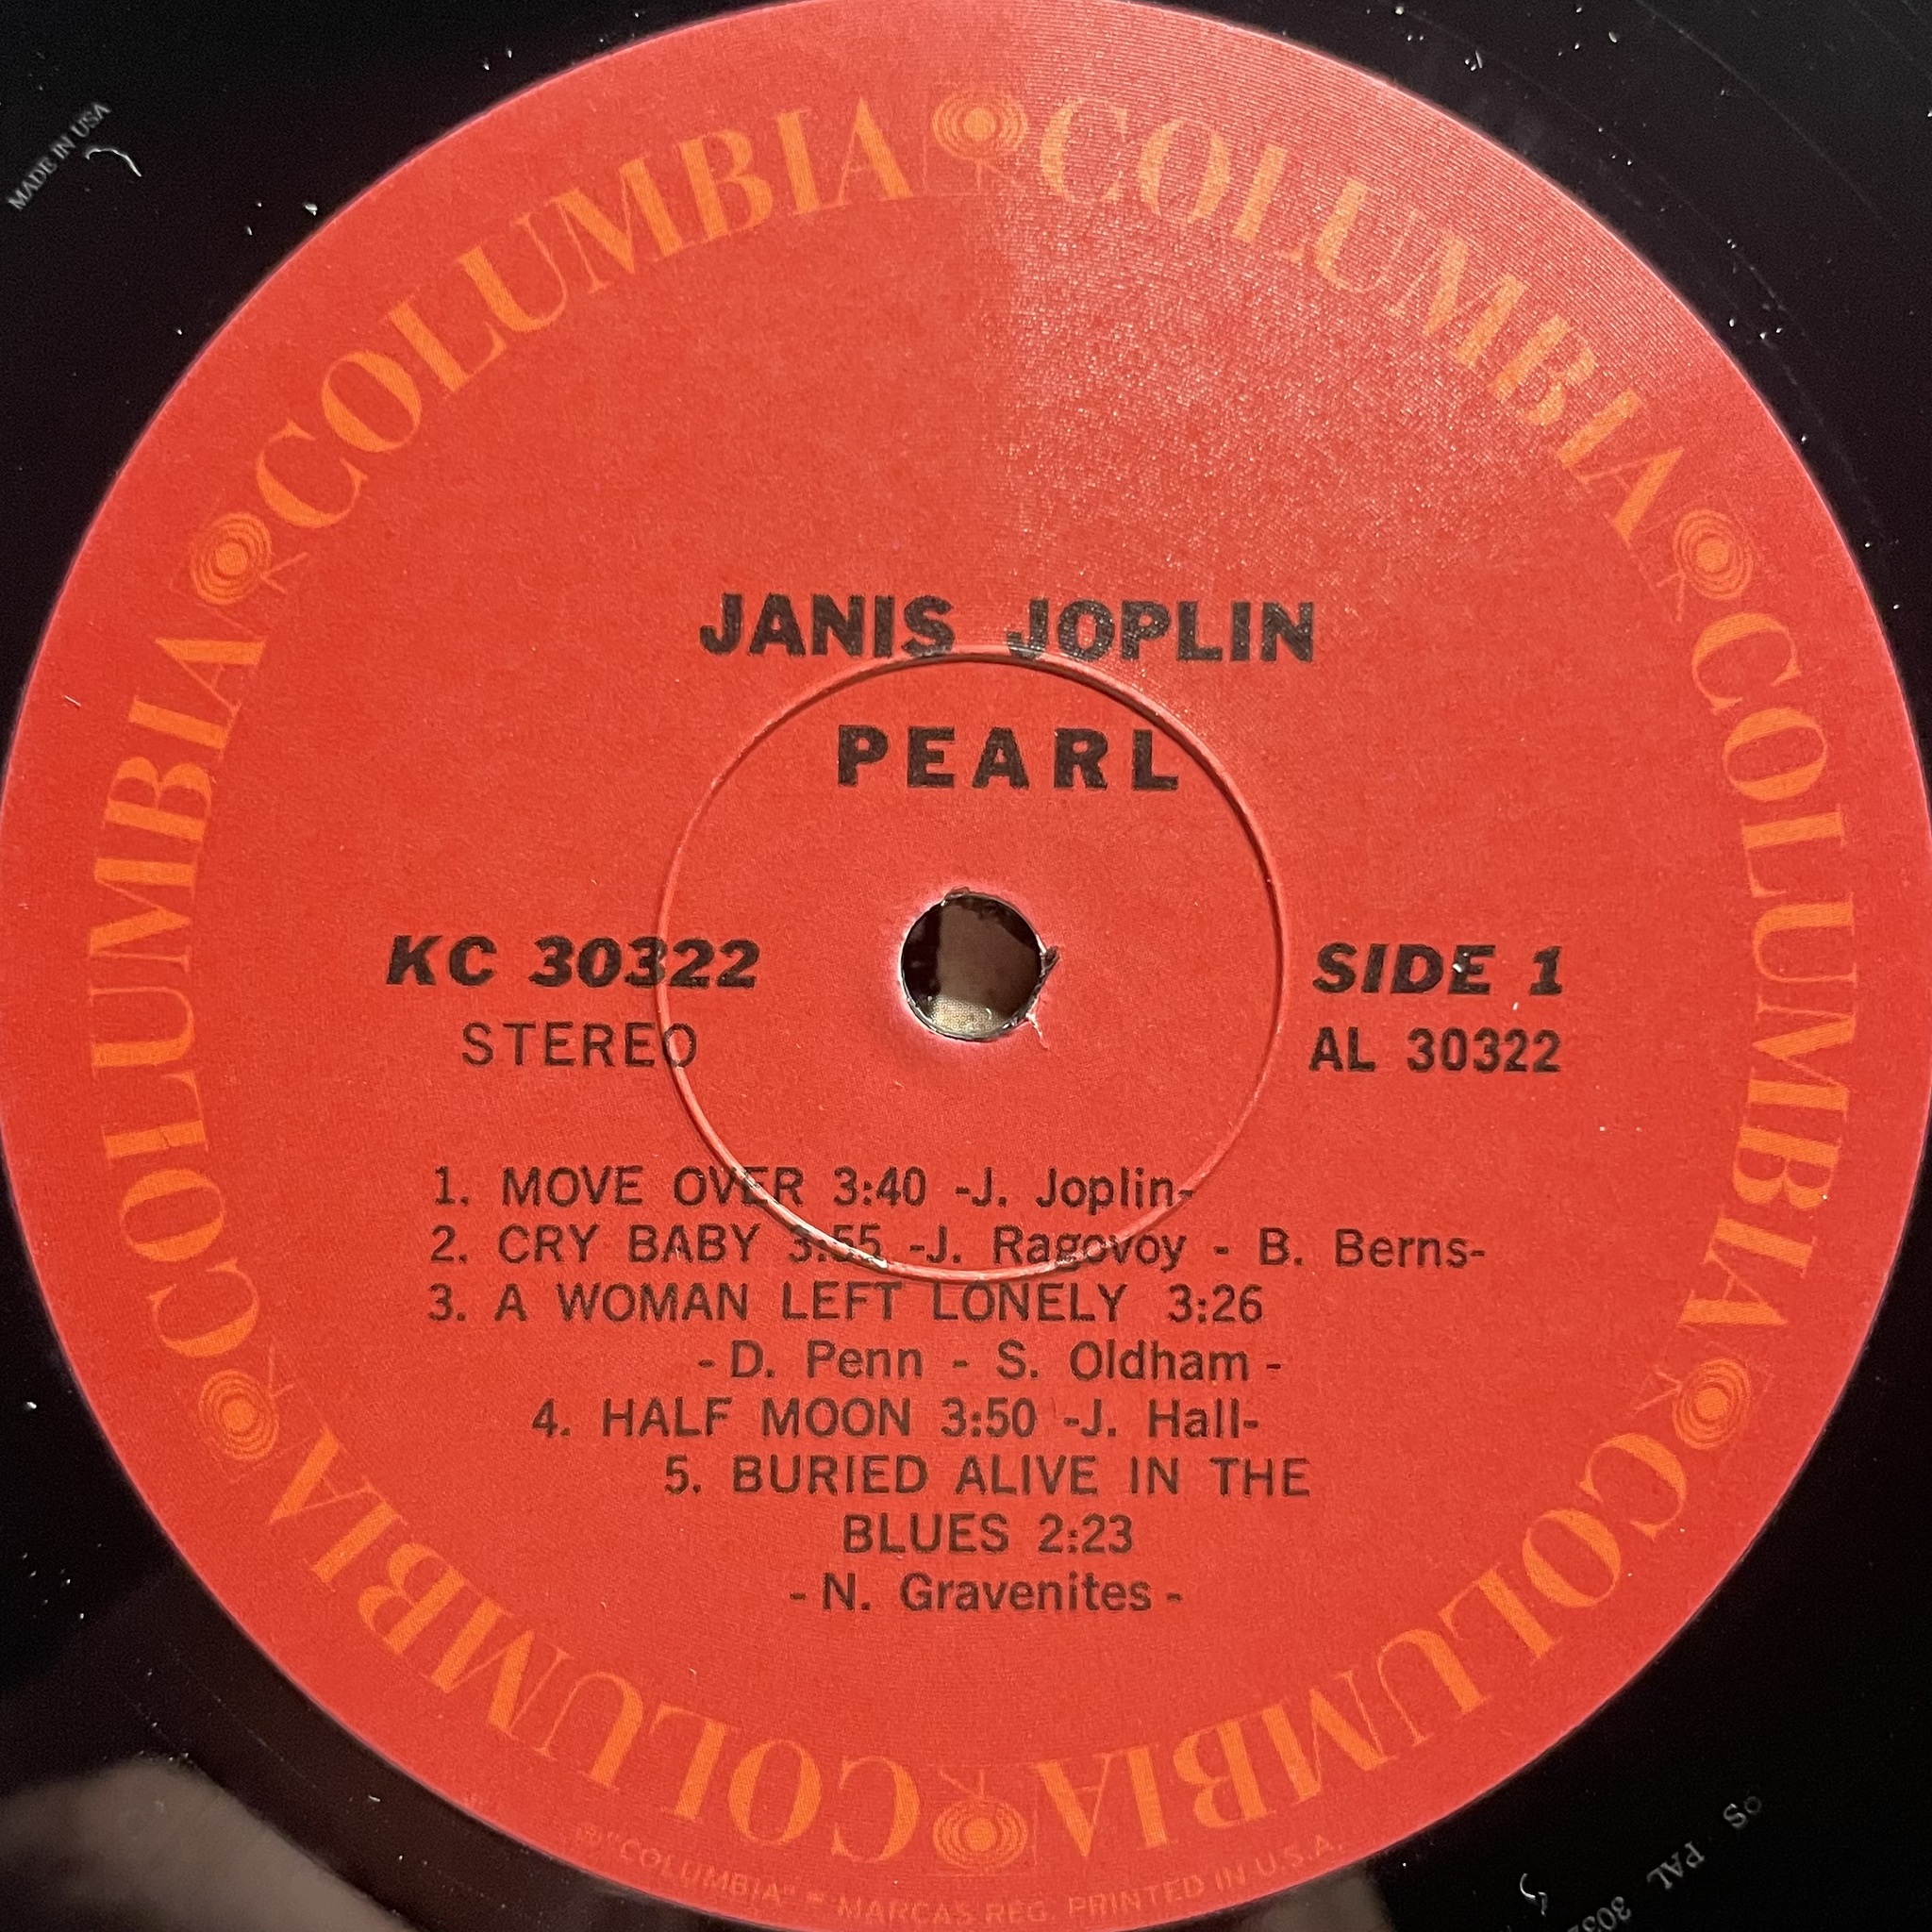 MADE IN USA
COLUMBIA COLUMBIA COLUMBIA COLUMBIA COLUMBIA COLUMBIA
JANIS JOPLIN
PEARL
KC 30322
STEREO
SIDE 1
AL 30322
1. MOVE OVER 3:40 -J. Joplin-
2. CRY BABY 3:55 -J. Ragovoy - B. Berns-
3. A WOMAN LEFT LONELY 3:26
- D. Penn - S. Oldham -
4. HALF MOON 3:50 -J. Hall-
5. BURIED ALIVE IN THE
BLUES 2:23
- N. Gravenites -
®"COLUMBIA" = MARCAS REG. PRINTED IN U.S.A.
PAL